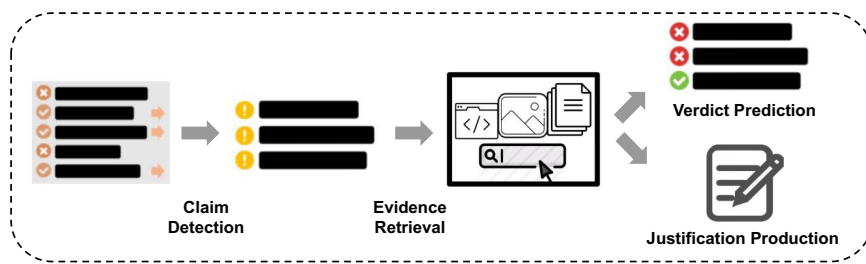 </>
Verdict Prediction
Claim
Detection
Evidence
Retrieval
Justification Production